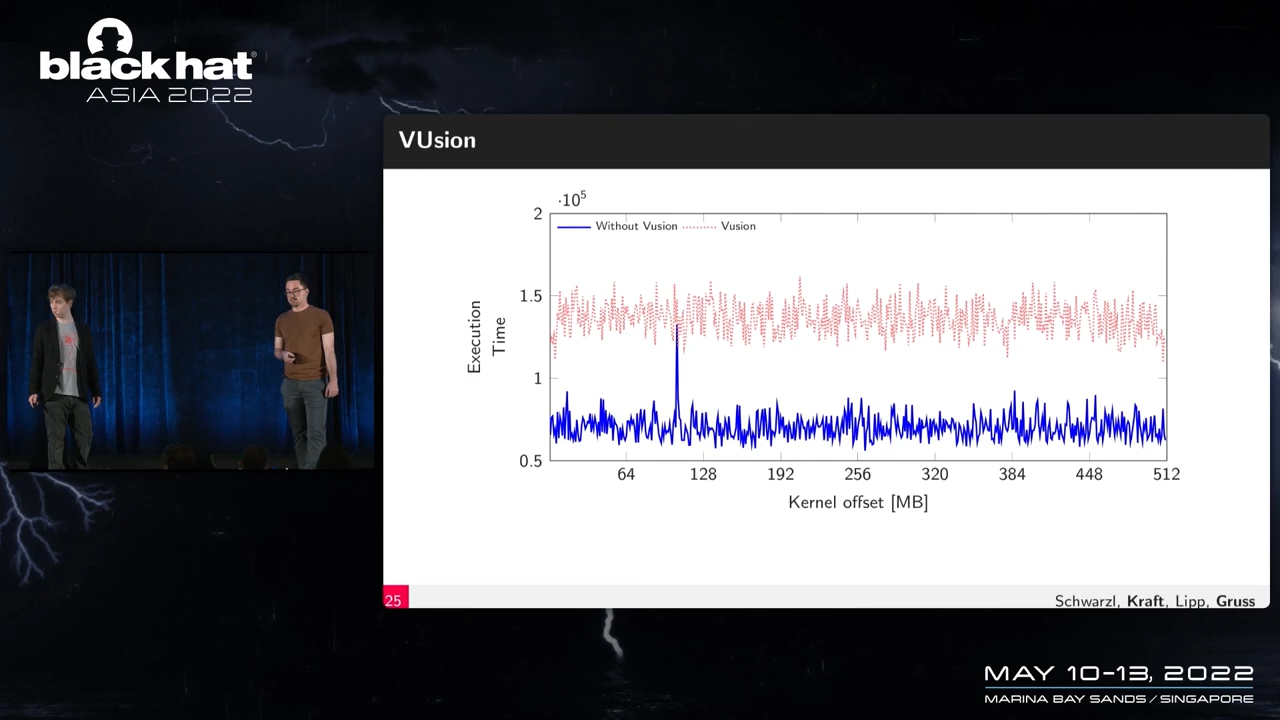 black hat®
ASIA 2022
VUsion
·10⁵
2
Without Vusion
Vusion
1.5
1
0.5
Execution
Time
64
128
192
256
320
384
448
512
Kernel offset [MB]
25
Schwarzl, Kraft, Lipp, Gruss
MAY 10-13, 2022
MARINA BAY SANDS / SINGAPORE